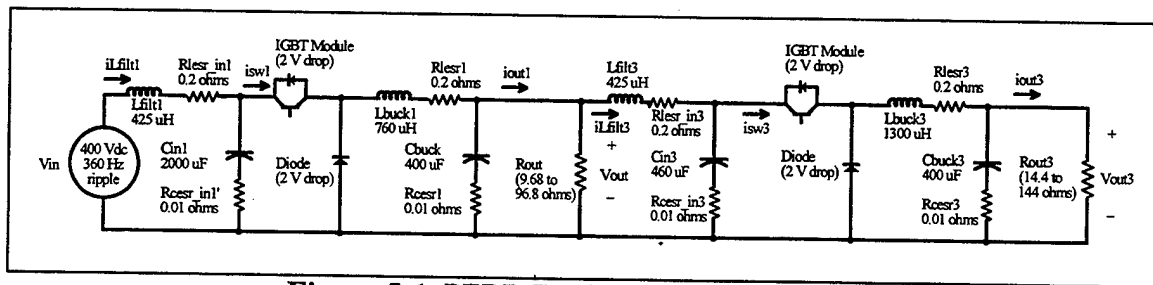 iLfilt1
Lfilt1
425 uH
Rlesr_in1
0.2 ohms
isw1
IGBT Module
(2 V drop)
Lbuck1
760 uH
Rlesr1
0.2 ohms
iout1
Lfilt3
425 uH
iLfilt3
Rlesr_in3
0.2 ohms
isw3
IGBT Module
(2 V drop)
Lbuck3
1300 uH
Rlesr3
0.2 ohms
iout3
Vin
400 Vdc
360 Hz
ripple
Cin1
2000 uF
Rcesr_in1'
0.01 ohms
Diode
(2 V drop)
Cbuck
400 uF
Rcesr1
0.01 ohms
Rout
(9.68 to
96.8 ohms)
+
Vout
−
Cin3
460 uF
Rcesr_in3
0.01 ohms
Diode
(2 V drop)
Cbuck3
400 uF
Rcesr3
0.01 ohms
Rout3
(14.4 to
144 ohms)
+
Vout3
−